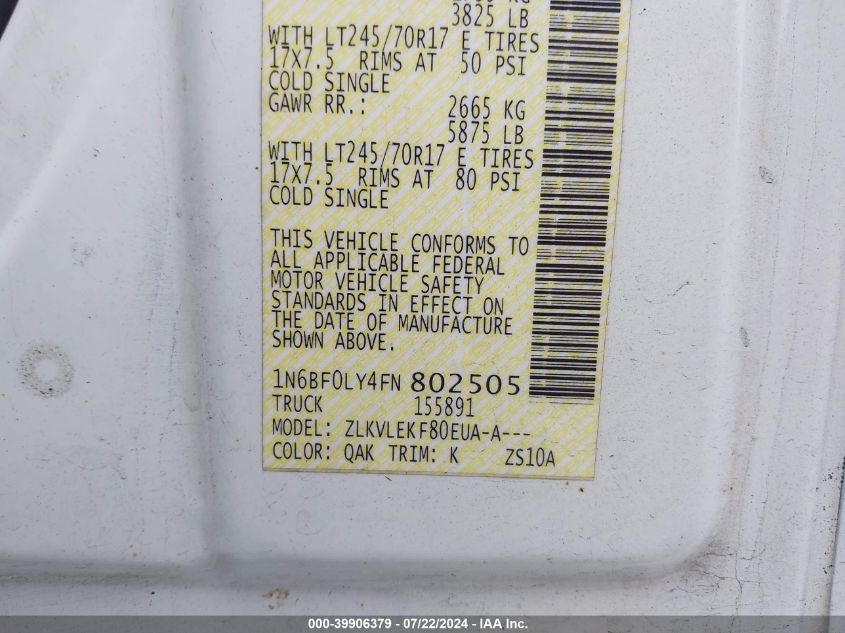 3825 LB
WITH LT245/70R17 E TIRES
17X7.5 RIMS AT 50 PSI
COLD SINGLE
GAWR RR.: 2665 KG
5875 LB
WITH LT245/70R17 E TIRES
17X7.5 RIMS AT 80 PSI
COLD SINGLE
THIS VEHICLE CONFORMS TO
ALL APPLICABLE FEDERAL
MOTOR VEHICLE SAFETY
STANDARDS IN EFFECT ON
THE DATE OF MANUFACTURE
SHOWN ABOVE.
1N6BF0LY4FN 802505
TRUCK 155891
MODEL: ZLKVLEKF80EUA-A---
COLOR: QAK TRIM: K ZS10A
000-39906379 - 07/22/2024 - IAA Inc.